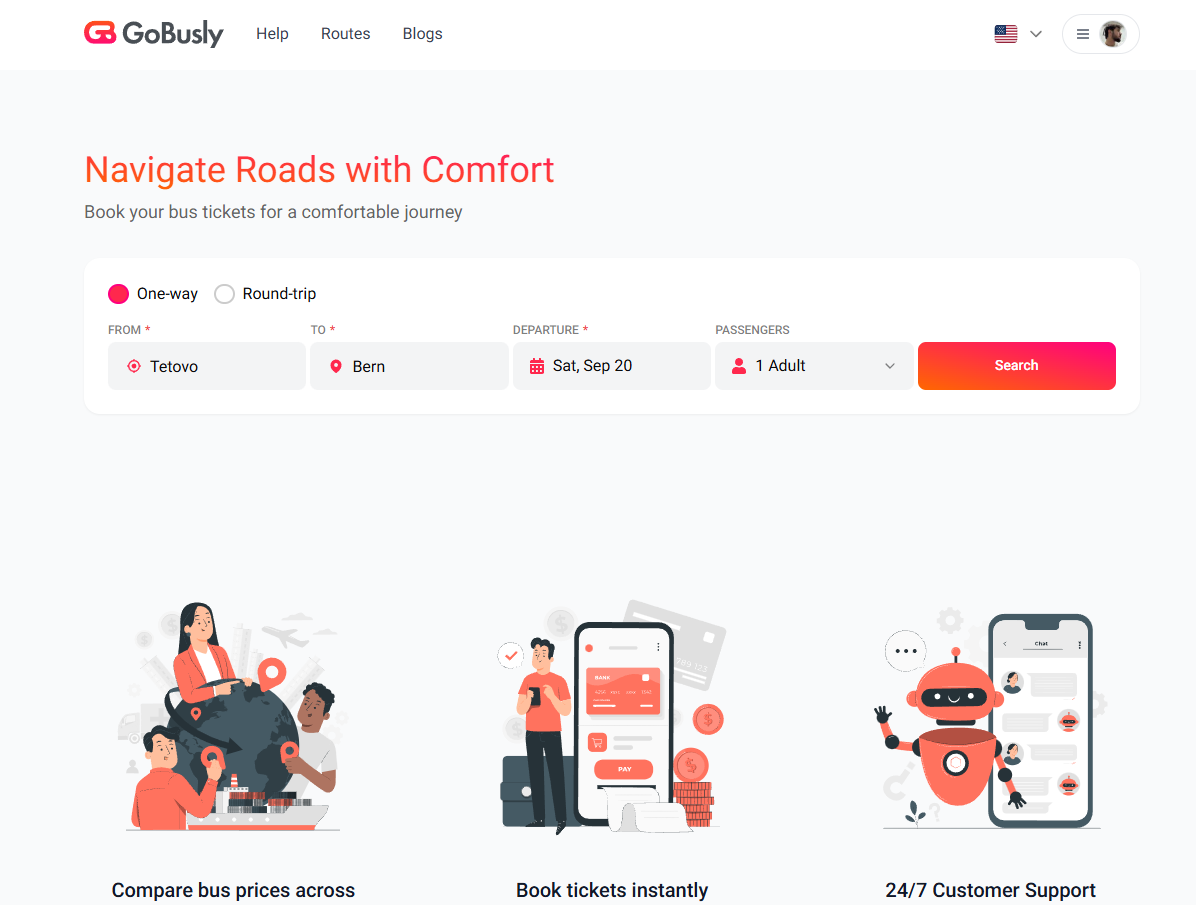 GoBusly Help Routes Blogs
Navigate Roads with Comfort
Book your bus tickets for a comfortable journey
One-way Round-trip
FROM * TO * DEPARTURE * PASSENGERS
Tetovo Bern Sat, Sep 20 1 Adult Search
Chat
BANK
PAY
Compare bus prices across Book tickets instantly 24/7 Customer Support